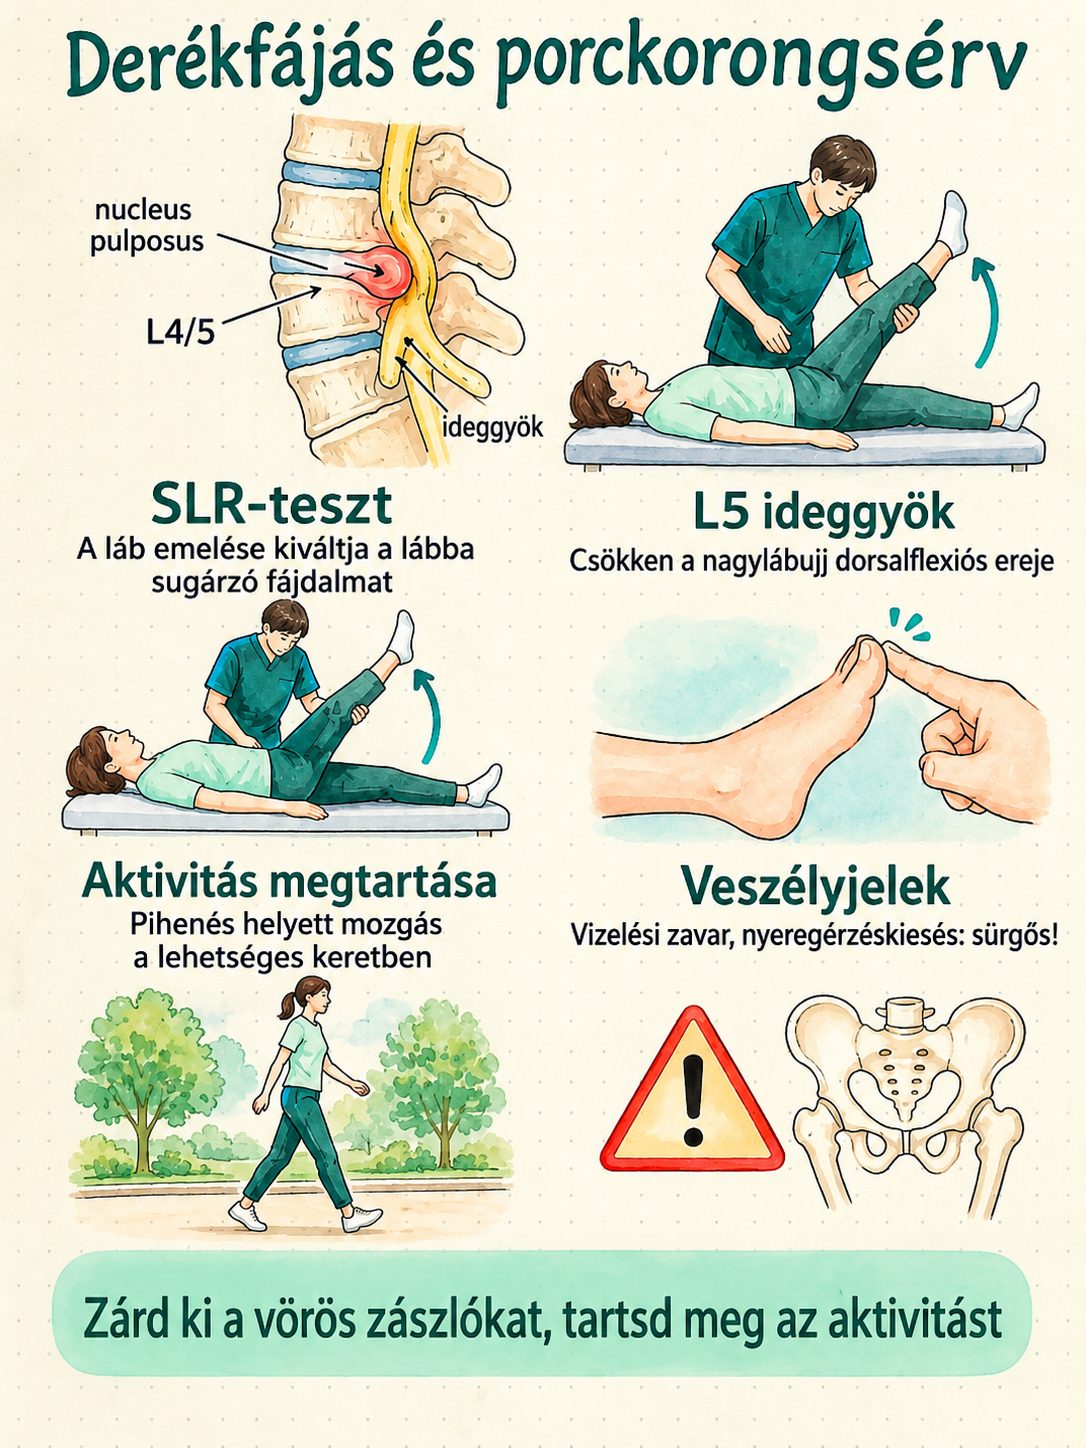 Derékfájás és porckorongsérv
nucleus
pulposus
L4/5
ideggyök
SLR-teszt
A láb emelése kiváltja a lábba
sugárzó fájdalmat
L5 ideggyök
Csökken a nagylábujj dorsalflexiós ereje
Aktivitás megtartása
Pihenés helyett mozgás
a lehetséges keretben
Veszélyjelek
Vizelési zavar, nyeregérzéskiesés: sürgős!
Zárd ki a vörös zászlókat, tartsd meg az aktivitást